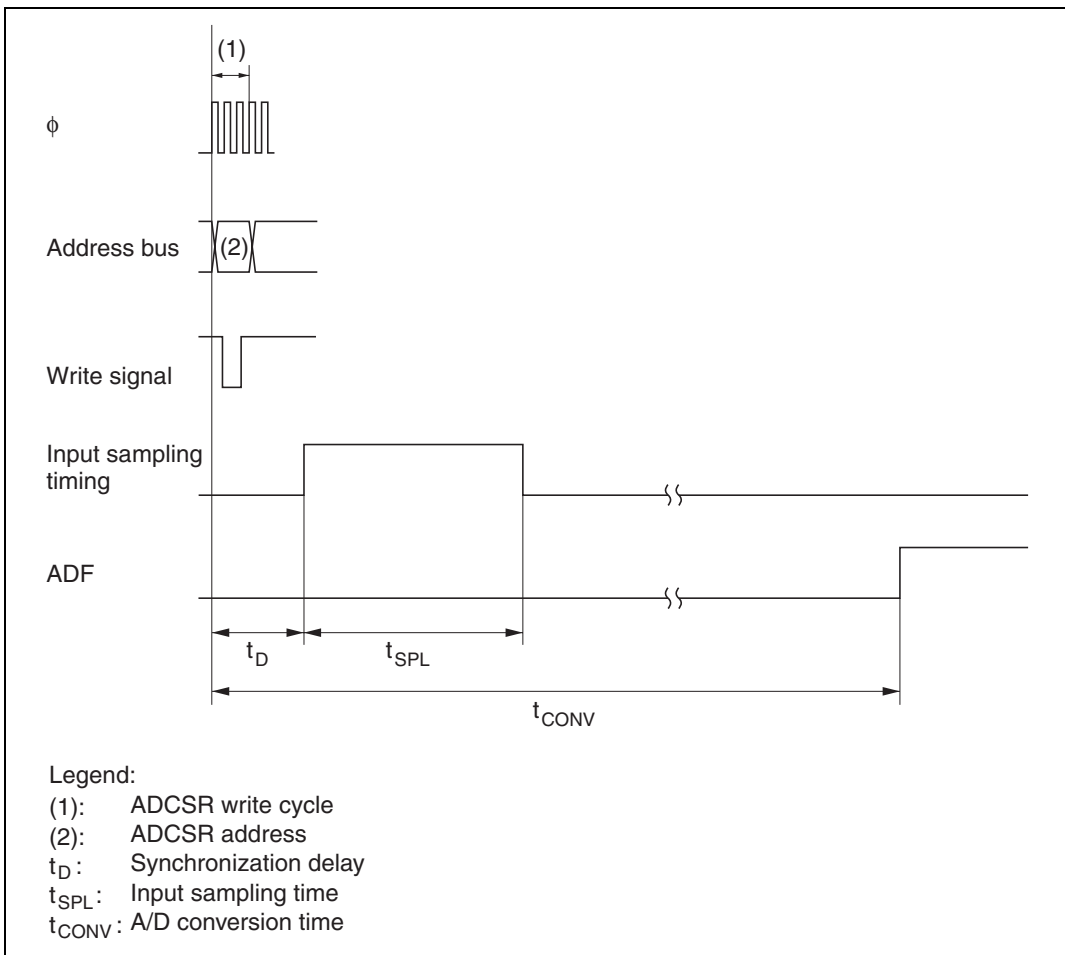 (1)
ϕ
Address bus
(2)
Write signal
Input sampling
timing
ADF
tD
tSPL
tCONV
Legend:
(1): ADCSR write cycle
(2): ADCSR address
tD: Synchronization delay
tSPL: Input sampling time
tCONV: A/D conversion time